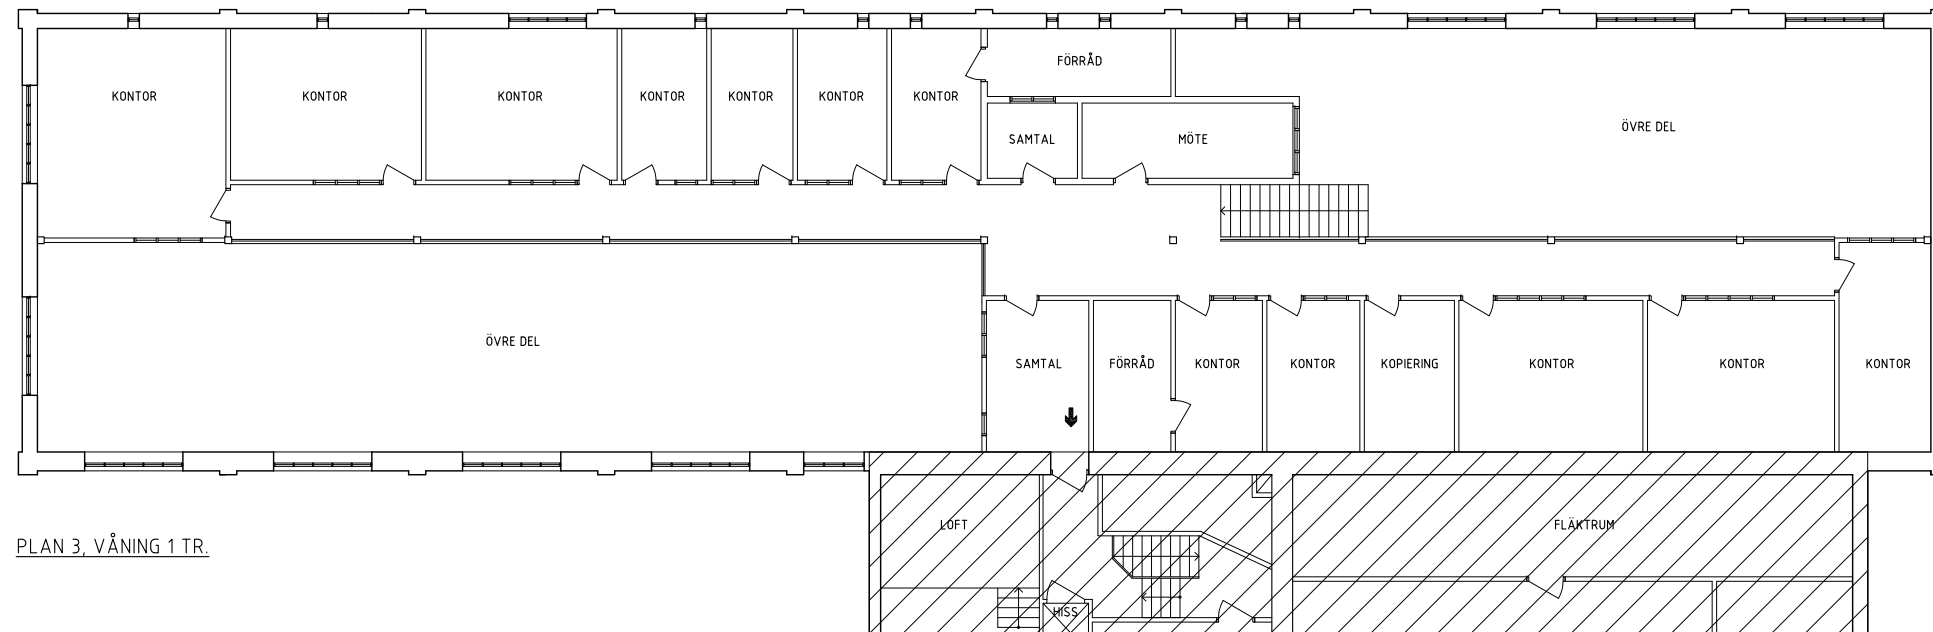 FÖRRÅD
KONTOR
KONTOR
KONTOR
KONTOR
KONTOR
KONTOR
KONTOR
ÖVRE DEL
SAMTAL
MÖTE
ÖVRE DEL
SAMTAL
FÖRRÅD
KONTOR
KONTOR
KOPIERING
KONTOR
KONTOR
KONTOR
LOFT
FLÄKTRUM
PLAN 3, VÅNING 1 TR.
HISS